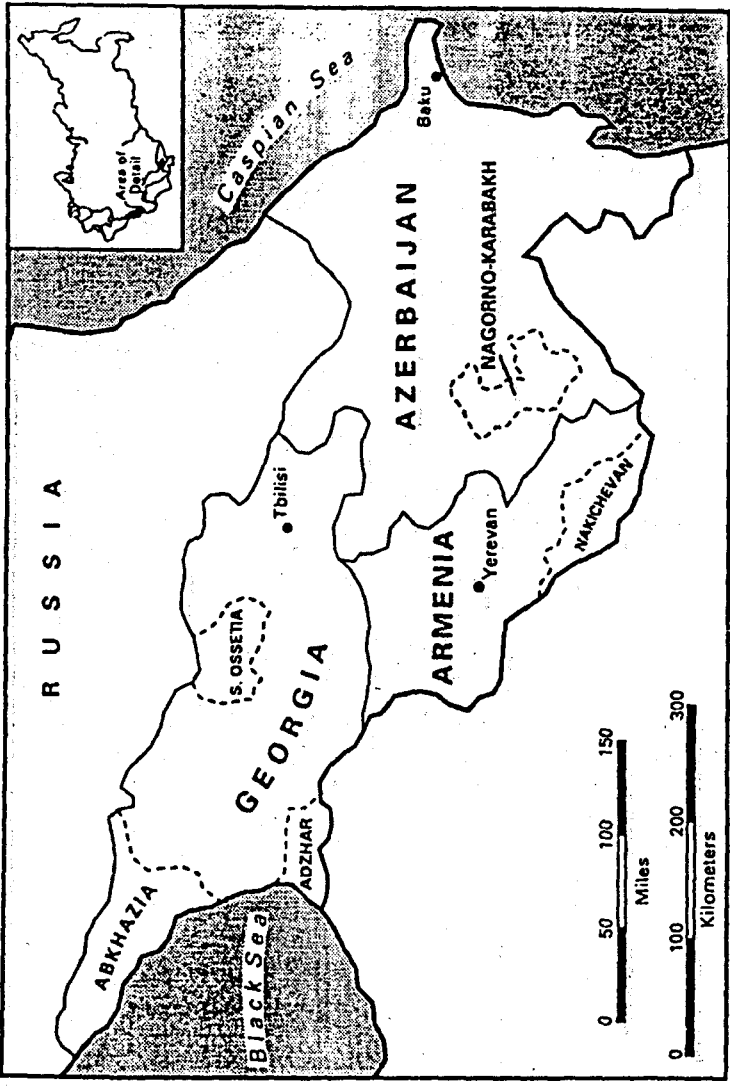 RUSSIA
Area of
Detail
Caspian Sea
ABKHAZIA
S. OSSETIA
Tbilisi
GEORGIA
Black Sea
ADZHAR
AZERBAIJAN
Baku
ARMENIA
Yerevan
NAGORNO-KARABAKH
NAKICHEVAN
0 50 100 150
Miles
0 100 200 300
Kilometers